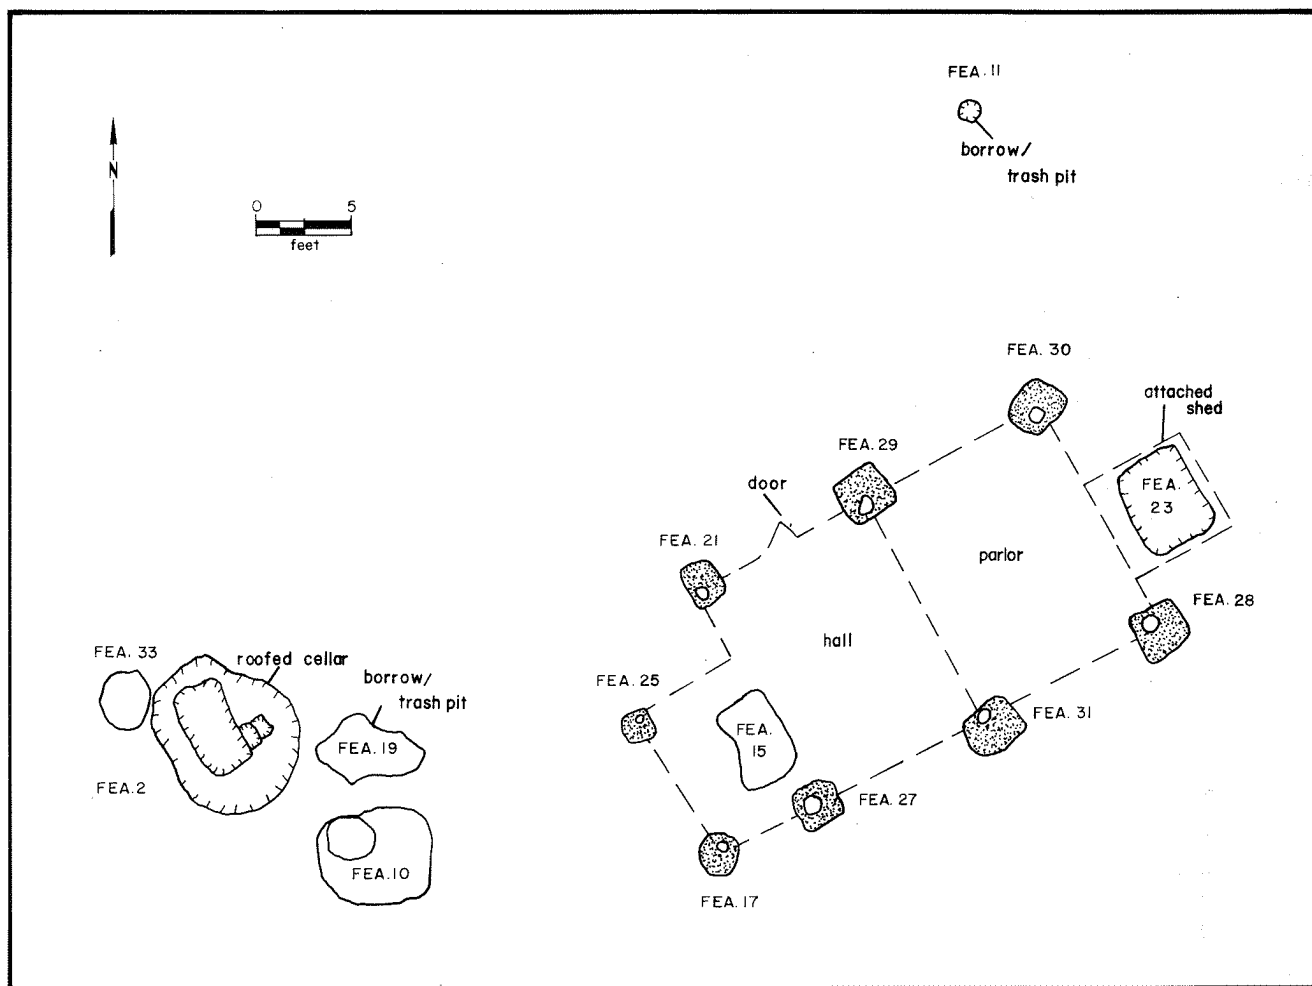 FEA. 11
borrow/
trash pit
N
0 5
feet
FEA. 30
attached
shed
FEA. 29
FEA.
23
door
FEA. 21
parlor
FEA. 28
hall
FEA. 33
roofed cellar
borrow/
trash pit
FEA. 25
FEA.
15
FEA. 31
FEA. 19
FEA. 2
FEA. 27
FEA. 10
FEA. 17